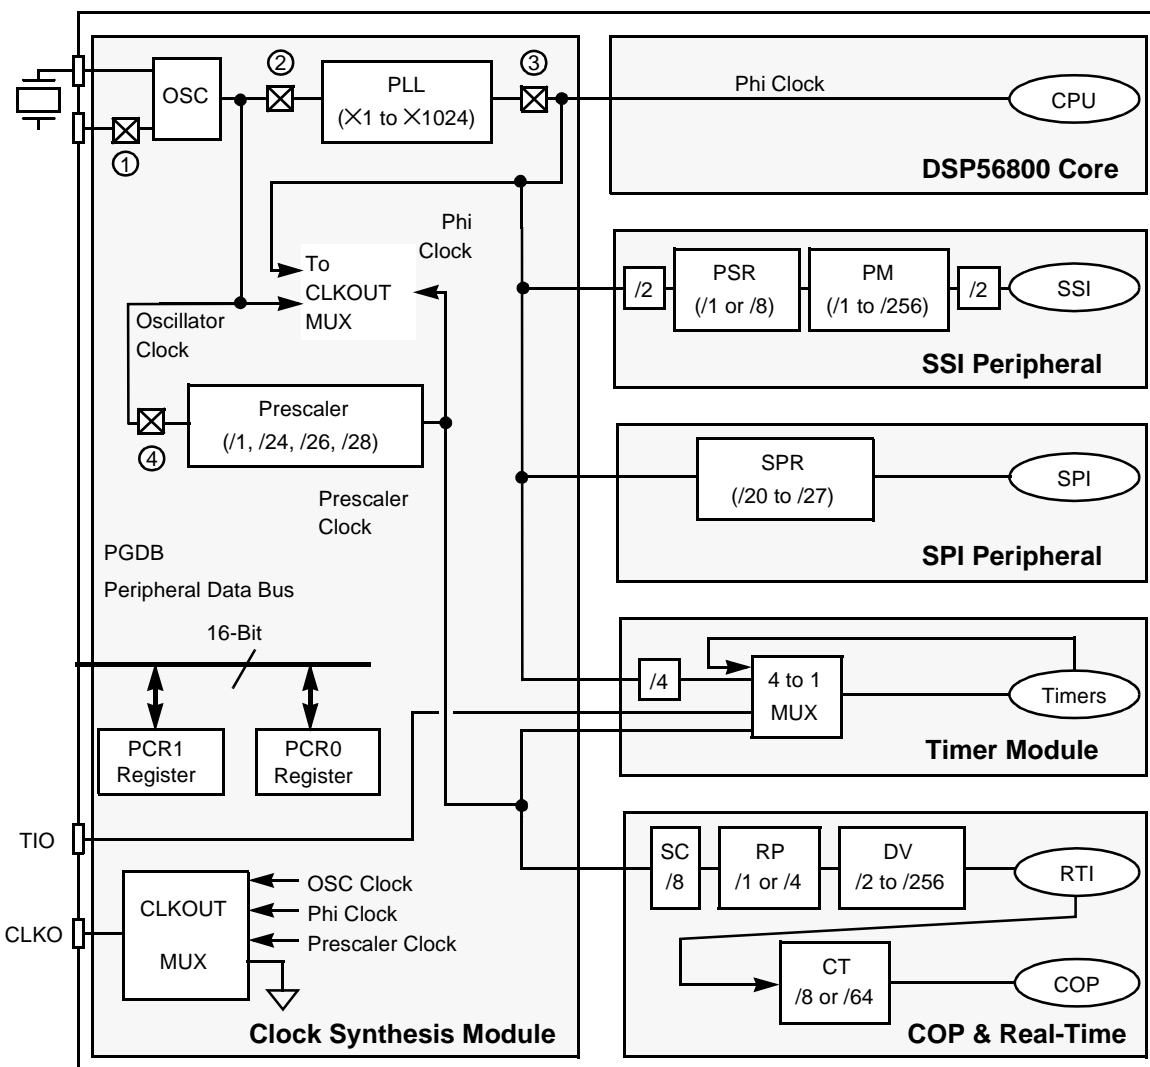 OSC
②
PLL
(×1 to ×1024)
③
①
Phi Clock
CPU
DSP56800 Core
Phi
Clock
To
CLKOUT
MUX
Oscillator
Clock
Prescaler
(/1, /24, /26, /28)
④
Prescaler
Clock
/2
PSR
(/1 or /8)
PM
(/1 to /256)
/2
SSI
SSI Peripheral
SPR
(/20 to /27)
SPI
SPI Peripheral
PGDB
Peripheral Data Bus
16-Bit
PCR1
Register
PCR0
Register
/4
4 to 1
MUX
Timers
Timer Module
TIO
CLKO
CLKOUT
MUX
OSC Clock
Phi Clock
Prescaler Clock
Clock Synthesis Module
SC
/8
RP
/1 or /4
DV
/2 to /256
RTI
CT
/8 or /64
COP
COP & Real-Time